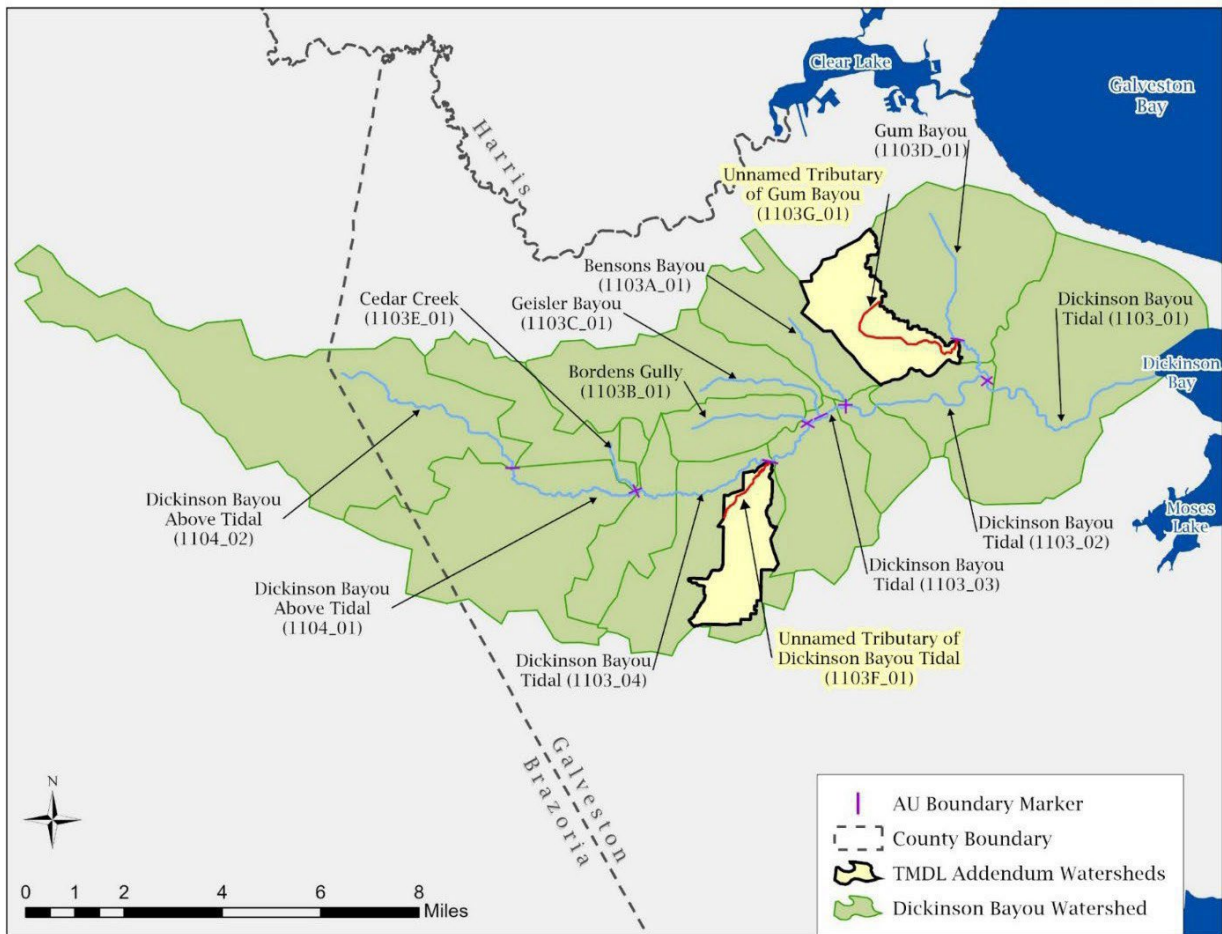 Clear Lake
Galveston
Bay
Gum Bayou
(1103D_01)
Harris
Unnamed Tributary
of Gum Bayou
(1103G_01)
Bensons Bayou
(1103A_01)
Cedar Creek
(1103E_01)
Geisler Bayou
(1103C_01)
Dickinson Bayou
Tidal (1103_01)
Bordens Gully
(1103B_01)
Dickinson
Bay
Dickinson Bayou
Above Tidal
(1104_02)
Moses
Lake
Dickinson Bayou
Tidal (1103_02)
Dickinson Bayou
Tidal (1103_03)
Dickinson Bayou
Above Tidal
(1104_01)
Dickinson Bayou
Tidal (1103_04)
Unnamed Tributary of
Dickinson Bayou Tidal
(1103F_01)
Galveston
Brazoria
N
0 1 2 4 6 8
Miles
AU Boundary Marker
County Boundary
TMDL Addendum Watersheds
Dickinson Bayou Watershed